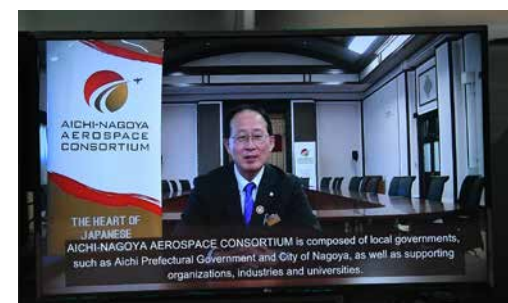 AICHI-NAGOYA
AEROSPACE
CONSORTIUM
THE HEART OF
JAPANESE
AICHI-NAGOYA AEROSPACE CONSORTIUM is composed of local governments,
such as Aichi Prefectural Government and City of Nagoya, as well as supporting
organizations, industries and universities.